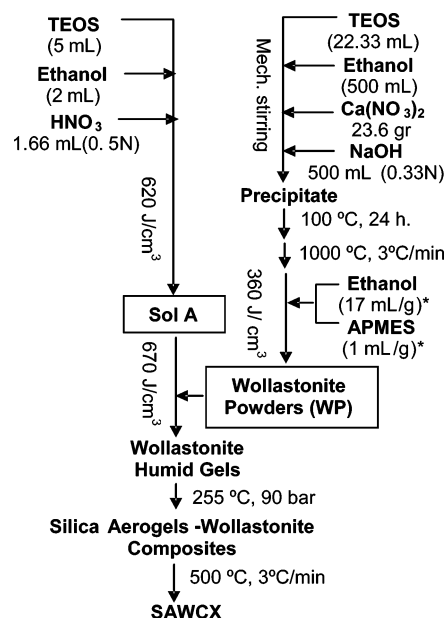 TEOS
(5 mL)
Ethanol
(2 mL)
HNO3
1.66 mL(0. 5N)
620 J/cm3
Sol A
670 J/cm3
TEOS
(22.33 mL)
Mech. stirring
Ethanol
(500 mL)
Ca(NO3)2
23.6 gr
NaOH
500 mL (0.33N)
Precipitate
100 ºC, 24 h.
1000 ºC, 3ºC/min
360 J/ cm3
Ethanol
(17 mL/g)*
APMES
(1 mL/g)*
Wollastonite
Powders (WP)
Wollastonite
Humid Gels
255 ºC, 90 bar
Silica Aerogels -Wollastonite
Composites
500 ºC, 3ºC/min
SAWCX